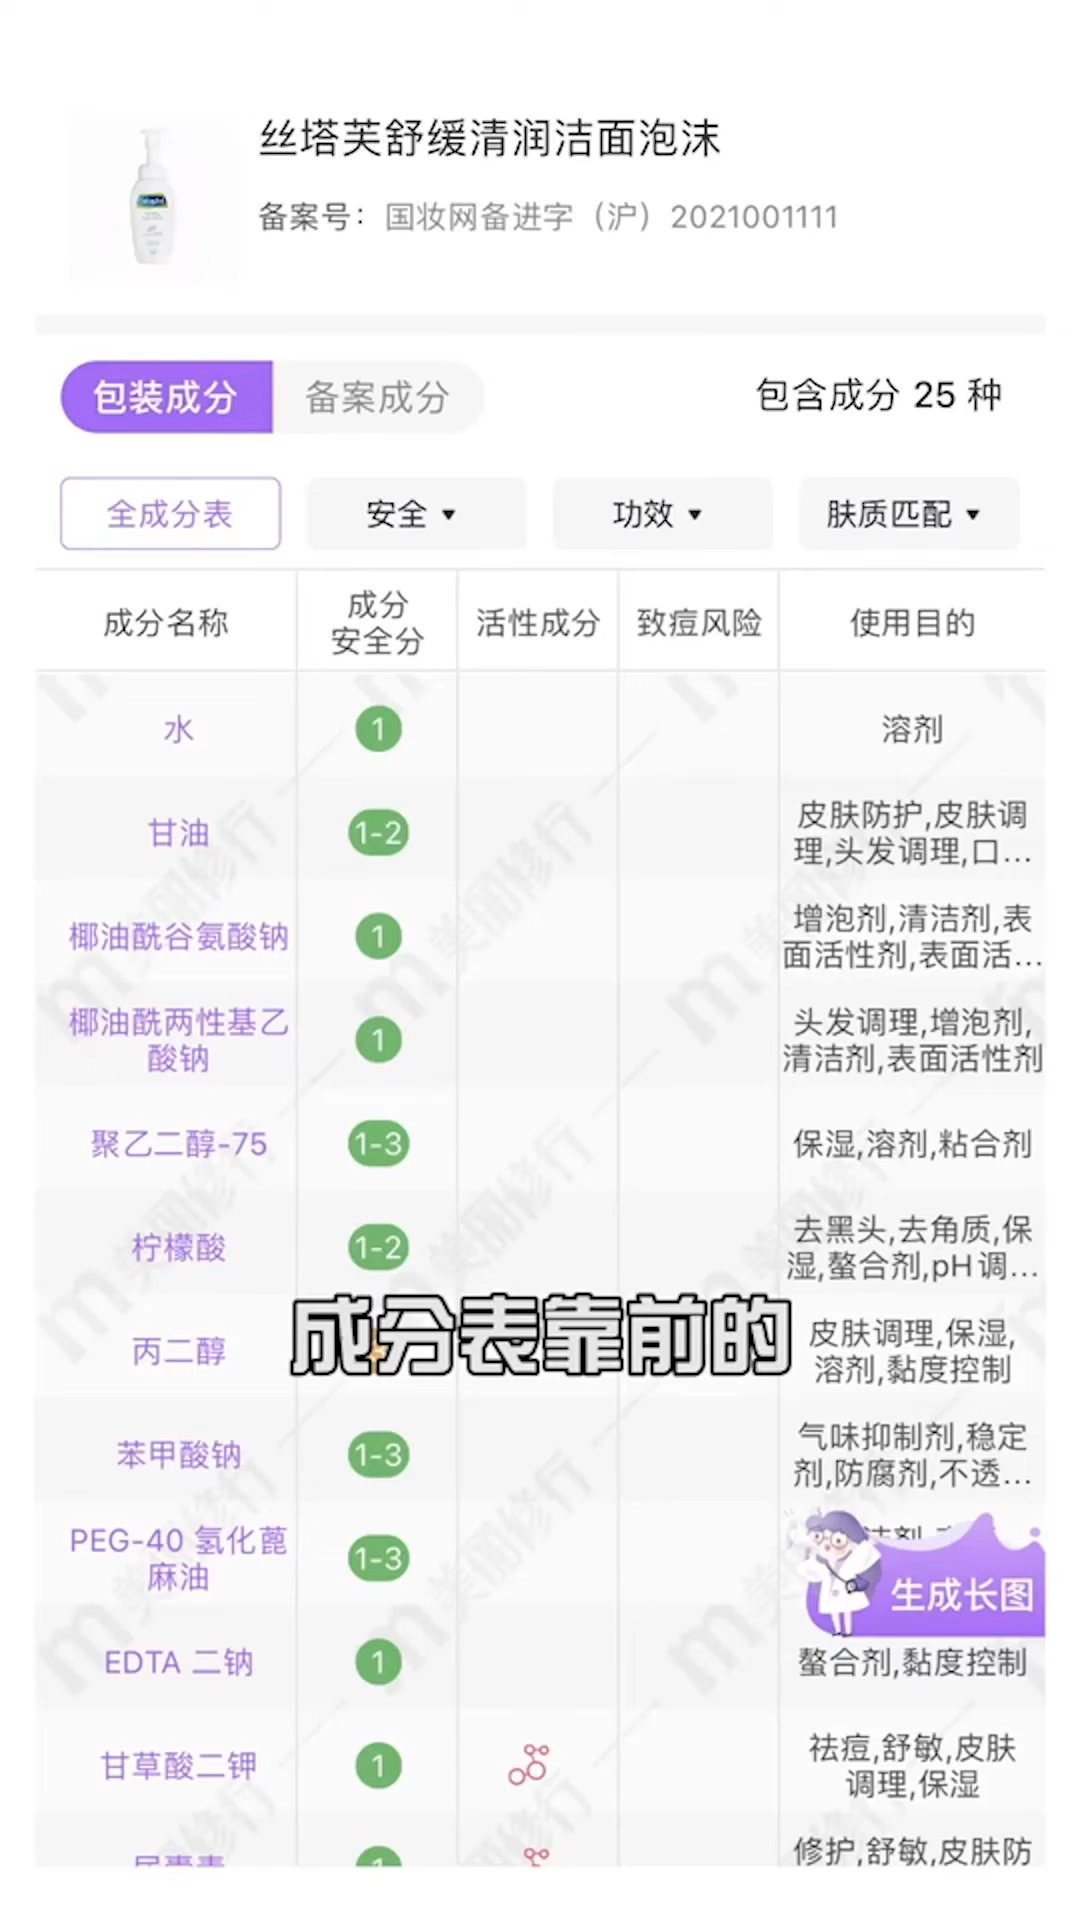 丝塔芙舒缓清润洁面泡沫
备案号：国妆网备进字（沪）2021001111
包装成分
备案成分
包含成分 25 种
全成分表
安全 ▾
功效 ▾
肤质匹配 ▾
成分名称
成分
安全分
活性成分
致痘风险
使用目的
水
1
溶剂
甘油
1-2
皮肤防护,皮肤调
理,头发调理,口...
椰油酰谷氨酸钠
1
增泡剂,清洁剂,表
面活性剂,表面活...
椰油酰两性基乙
酸钠
1
头发调理,增泡剂,
清洁剂,表面活性剂
聚乙二醇-75
1-3
保湿,溶剂,粘合剂
柠檬酸
1-2
去黑头,去角质,保
湿,螯合剂,pH调...
成分表靠前的
丙二醇
皮肤调理,保湿,
溶剂,黏度控制
苯甲酸钠
1-3
气味抑制剂,稳定
剂,防腐剂,不透...
PEG-40 氢化蓖
麻油
1-3
生成长图
EDTA 二钠
1
螯合剂,黏度控制
甘草酸二钾
1
祛痘,舒敏,皮肤
调理,保湿
修护,舒敏,皮肤防
美丽修行